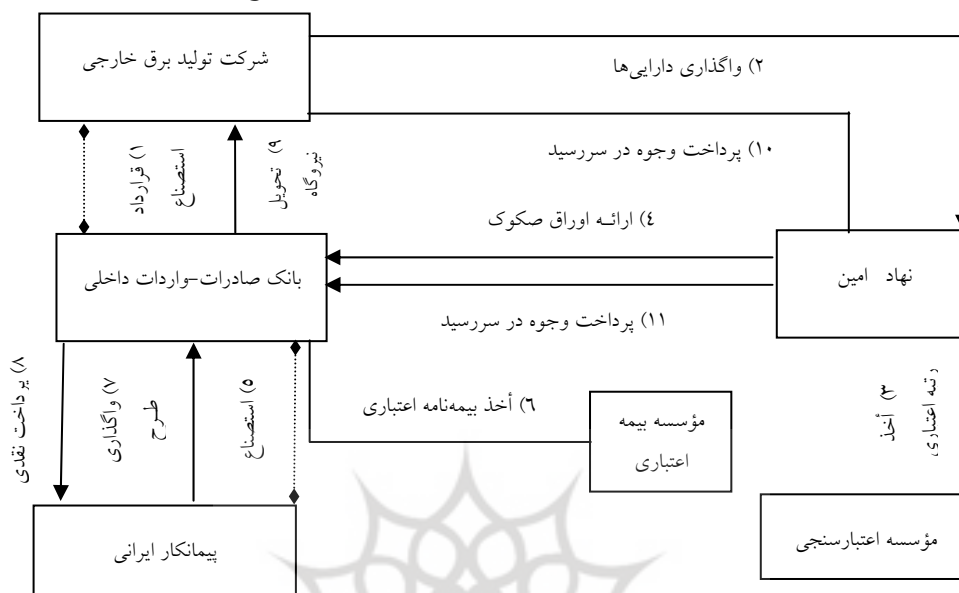 شرکت تولید برق خارجی
۲) واگذاری دارایی‌ها
۱۰) پرداخت وجوه در سررسید
۱) قرارداد
استصناع
۹) تحویل
نیروگاه
۴) ارائـه اوراق صکوک
بانک صادرات-واردات داخلی
نهاد امین
۱۱) پرداخت وجوه در سررسید
۸) پرداخت نقدی
۷) واگذاری
طـرح
۵) استصناع
۶) أخذ بیمه‌نامه اعتباری
مؤسسه بیمه
اعتباری
۳) أخذ
رتبه اعتباری
پیمانکار ایرانی
مؤسسه اعتبارسنجی